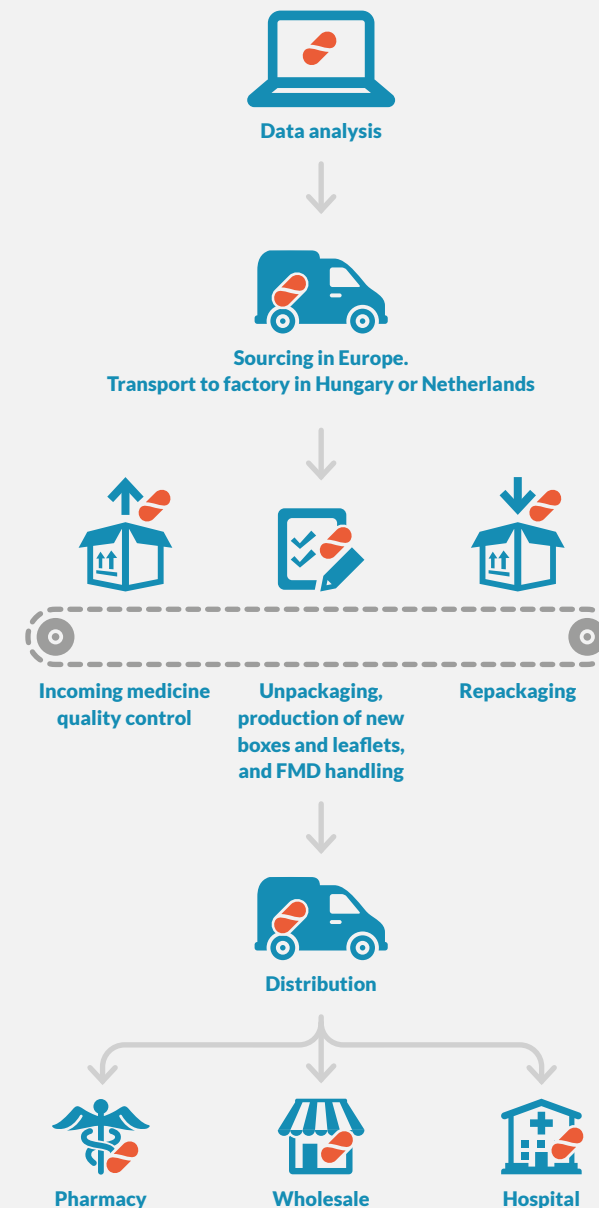 Data analysis
Sourcing in Europe.
Transport to factory in Hungary or Netherlands
Incoming medicine
quality control
Unpackaging,
production of new
boxes and leaflets,
and FMD handling
Repackaging
Distribution
Pharmacy
Wholesale
Hospital